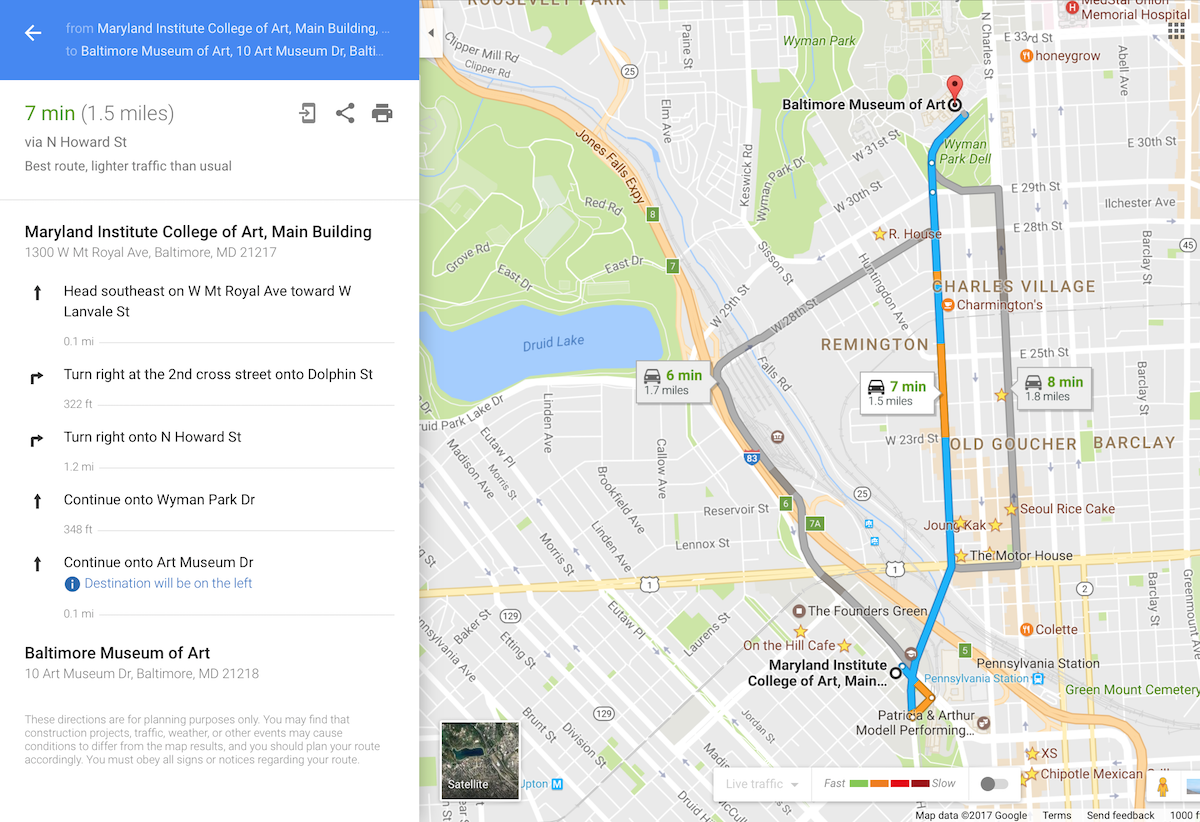 from Maryland Institute College of Art, Main Building, ...
to Baltimore Museum of Art, 10 Art Museum Dr, Balti...
7 min (1.5 miles)
via N Howard St
Best route, lighter traffic than usual
Maryland Institute College of Art, Main Building
1300 W Mt Royal Ave, Baltimore, MD 21217
Head southeast on W Mt Royal Ave toward W
Lanvale St
0.1 mi
Turn right at the 2nd cross street onto Dolphin St
322 ft
Turn right onto N Howard St
1.2 mi
Continue onto Wyman Park Dr
348 ft
Continue onto Art Museum Dr
Destination will be on the left
0.1 mi
Baltimore Museum of Art
10 Art Museum Dr, Baltimore, MD 21218
These directions are for planning purposes only. You may find that
construction projects, traffic, weather, or other events may cause
conditions to differ from the map results, and you should plan your route
accordingly. You must obey all signs or notices regarding your route.
ROOSEVELT PARK
MedStar Union
Memorial Hospital
Clipper Mill Rd
Clipper Rd
25
Paine St
Wyman Park
N Charles St
E 33rd St
honeygrow
Abell Ave
Elm Ave
Baltimore Museum of Art
Jones Falls Expy
Keswick Rd
W 31st St
Wyman
Park Dell
E 30th St
Wyman Park Dr
W 30th St
E 29th St
Ilchester Ave
Red Rd
8
R. House
E 28th St
Barclay St
45
Grove Rd
East Dr
East Dr
7
Sisson St
Huntingdon Ave
W 29th St
CHARLES VILLAGE
Charmington's
W 28th St
Druid Lake
REMINGTON
E 25th St
Falls Rd
6 min
1.7 miles
7 min
1.5 miles
8 min
1.8 miles
Barclay St
Druid Park Lake Dr
Linden Ave
Eutaw Pl
Madison Ave
Morris St
Callow Ave
W 23rd St
OLD GOUCHER
BARCLAY
83
Brookfield Ave
25
Reservoir St
6
7A
Seoul Rice Cake
Joung Kak
Linden Ave
Lennox St
Morris St
The Motor House
1
1
2
Barclay St
Greenmount Ave
Eutaw Pl
The Founders Green
129
Baker St
Laurens St
Etting St
On the Hill Cafe
Colette
Pennsylvania Ave
5
Maryland Institute
College of Art, Main...
Pennsylvania Station
Pennsylvania Station
Green Mount Cemetery
129
Brunt St
Division St
Jordan St
Patricia & Arthur
Modell Performing...
XS
Chipotle Mexican
Satellite
Upton
M
Live traffic
Fast
Slow
Map data ©2017 Google
Terms
Send feedback
1000 f